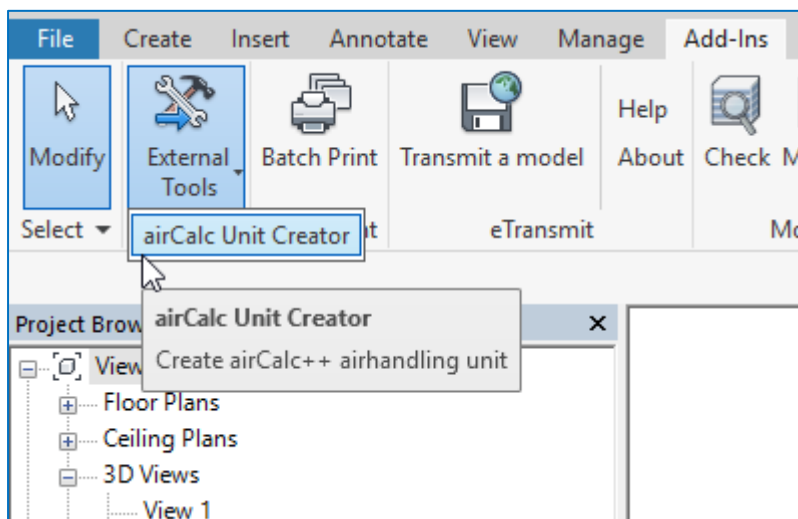 File Create Insert Annotate View Manage Add-Ins
Modify External Tools Batch Print Transmit a model Help About Check
Select eTransmit
airCalc Unit Creator
airCalc Unit Creator
Create airCalc++ airhandling unit
Project
Floor Plans
Ceiling Plans
3D Views
View 1